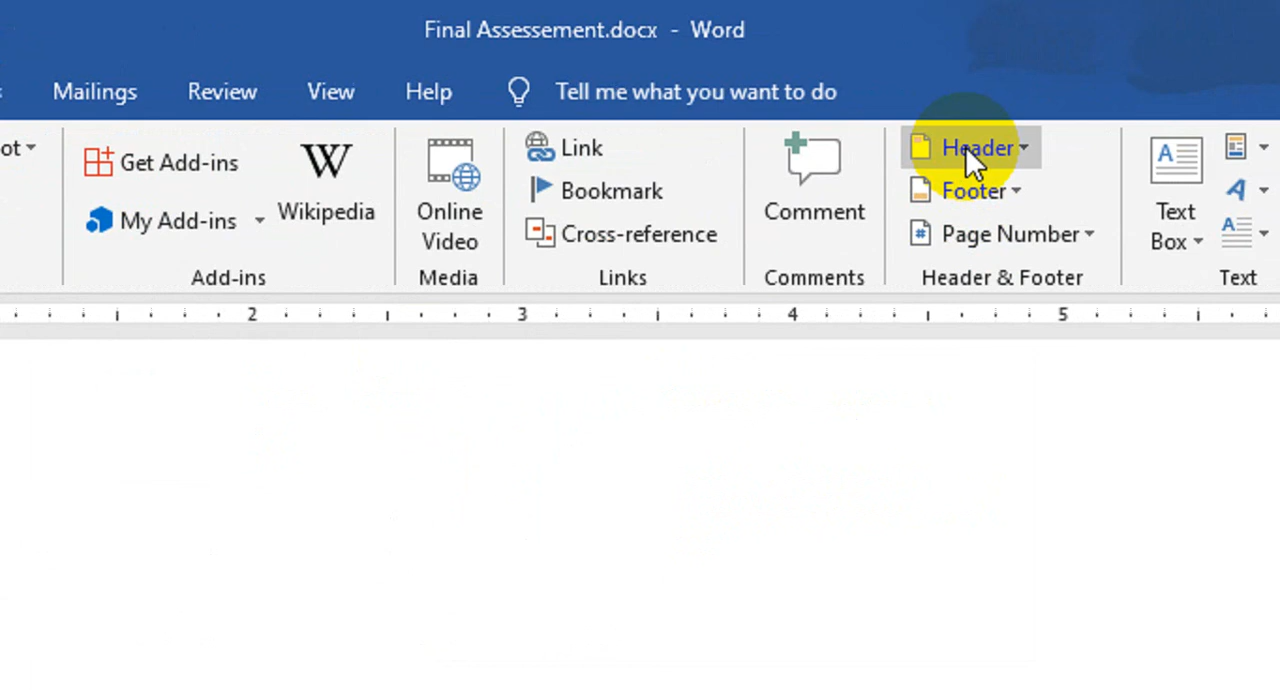 Final Assessement.docx - Word
Mailings Review View Help Tell me what you want to do
ot
Get Add-ins
My Add-ins
Wikipedia
Add-ins
Online
Video
Media
Link
Bookmark
Cross-reference
Links
Comment
Comments
Header
Footer
Page Number
Header & Footer
A
Text
Box
A
A
Text
2 3 4 5